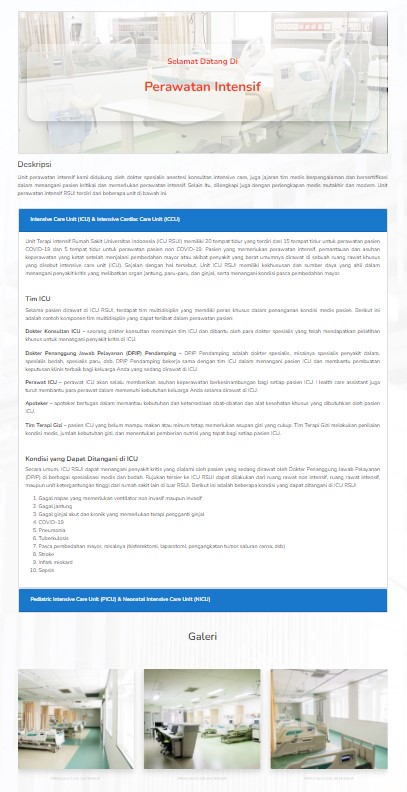 Selamat Datang Di
Perawatan Intensif
Deskripsi
Unit perawatan intensif kami didukung oleh dokter spesialis anestesi konsultan intensive care, juga jajaran tim medis berpengalaman dan bersertifikasi
dalam menangani pasien kritikal dan memerlukan perawatan intensif. Selain itu, dilengkapi juga dengan perlengkapan medis mutakhir dan modern. Unit
perawatan intensif RSUI terdiri dari beberapa unit di bawah ini.
Intensive Care Unit (ICU) & Intensive Cardiac Care Unit (ICCU)
Unit Terapi Intensif Rumah Sakit Universitas Indonesia (ICU RSUI) memiliki 20 tempat tidur yang terdiri dari 15 tempat tidur untuk perawatan pasien
COVID-19 dan 5 tempat tidur untuk perawatan pasien non COVID-19. Pasien yang memerlukan perawatan intensif, pemantauan dan asuhan
keperawatan yang ketat setelah menjalani pembedahan mayor atau akibat penyakit yang berat umumnya dirawat di sebuah ruang rawat khusus
yang disebut intensive care unit (ICU). Sejalan dengan hal tersebut, Unit ICU RSUI memiliki kekhususan dan sumber daya yang ahli dalam
menangani penyakit kritis yang melibatkan organ jantung, paru-paru, dan ginjal, serta menangani kondisi pasca pembedahan mayor.
Tim ICU
Selama pasien dirawat di ICU RSUI, terdapat tim multidisiplin yang memiliki peran khusus dalam penanganan kondisi medis pasien. Berikut ini
adalah contoh komponen tim multidisiplin yang dapat terlibat dalam perawatan pasien:
Dokter Konsultan ICU – seorang dokter konsultan memimpin tim ICU dan dibantu oleh para dokter spesialis yang telah mendapatkan pelatihan
khusus untuk menangani penyakit kritis di ICU.
Dokter Penanggung Jawab Pelayanan (DPJP) Pendamping – DPJP Pendamping adalah dokter spesialis, misalnya spesialis penyakit dalam,
spesialis bedah, spesialis paru, dsb. DPJP Pendamping bekerja sama dengan tim ICU dalam menangani pasien ICU dan membantu pembuatan
keputusan klinis terbaik bagi keluarga Anda yang sedang dirawat di ICU.
Perawat ICU – perawat ICU akan selalu memberikan asuhan keperawatan berkesinambungan bagi setiap pasien ICU. Health care assistant juga
turut membantu para perawat dalam memenuhi kebutuhan keluarga Anda selama dirawat di ICU.
Apoteker – apoteker bertugas dalam memantau kebutuhan dan ketersediaan obat-obatan dan alat kesehatan khusus yang dibutuhkan oleh pasien
ICU.
Tim Terapi Gizi – pasien ICU yang belum mampu makan atau minum tetap memerlukan asupan gizi yang cukup. Tim Terapi Gizi melakukan penilaian
kondisi medis, jumlah kebutuhan gizi, dan menentukan pemberian nutrisi yang tepat bagi setiap pasien ICU.
Kondisi yang Dapat Ditangani di ICU
Secara umum, ICU RSUI dapat menangani penyakit kritis yang dialami oleh pasien yang sedang dirawat oleh Dokter Penanggung Jawab Pelayanan
(DPJP) di berbagai spesialisasi medis dan bedah. Rujukan tersier ke ICU RSUI dapat dilakukan dari ruang rawat non intensif, ruang rawat intensif,
maupun unit ketergantungan tinggi dari rumah sakit lain di luar RSUI. Berikut ini adalah beberapa kondisi yang dapat ditangani di ICU RSUI:
1. Gagal napas yang memerlukan ventilator non invasif maupun invasif
2. Gagal jantung
3. Gagal ginjal akut dan kronik yang memerlukan terapi pengganti ginjal
4. COVID-19
5. Pneumonia
6. Tuberkulosis
7. Pasca pembedahan mayor, misalnya (histerektomi, laparotomi, pengangkatan tumor saluran cerna, dsb)
8. Stroke
9. Infark miokard
10. Sepsis
Pediatric Intensive Care Unit (PICU) & Neonatal Intensive Care Unit (NICU)
Galeri